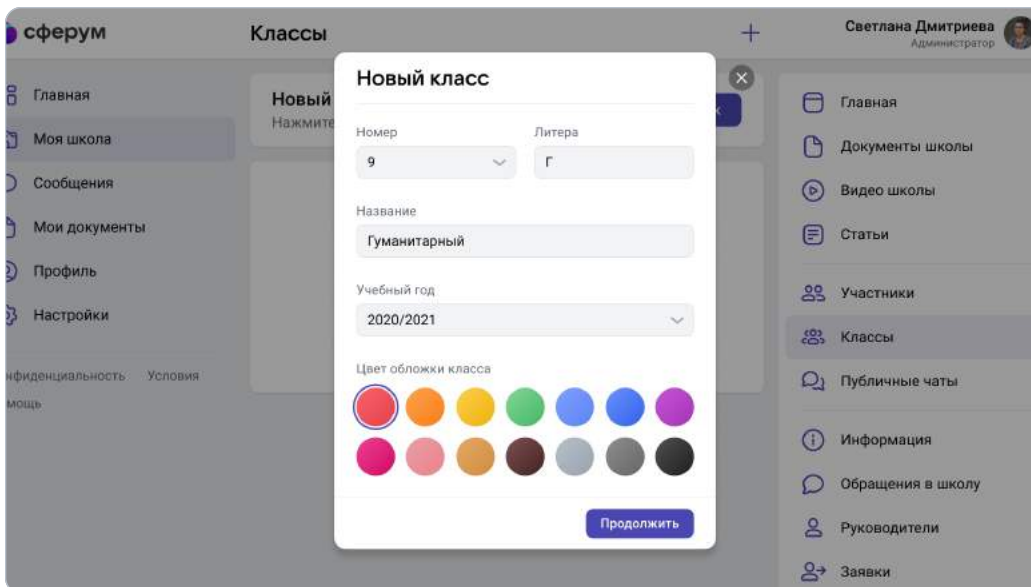 сферум
Классы
Светлана Дмитриева
Администратор
Главная
Моя школа
Сообщения
Мои документы
Профиль
Настройки
Условия
Новый
Нажмите
Новый класс
Номер
Литера
9
Г
Название
Гуманитарный
Учебный год
2020/2021
Цвет обложки класса
Продолжить
Главная
Документы школы
Видео школы
Статьи
Участники
Классы
Публичные чаты
Информация
Обращения в школу
Руководители
Заявки